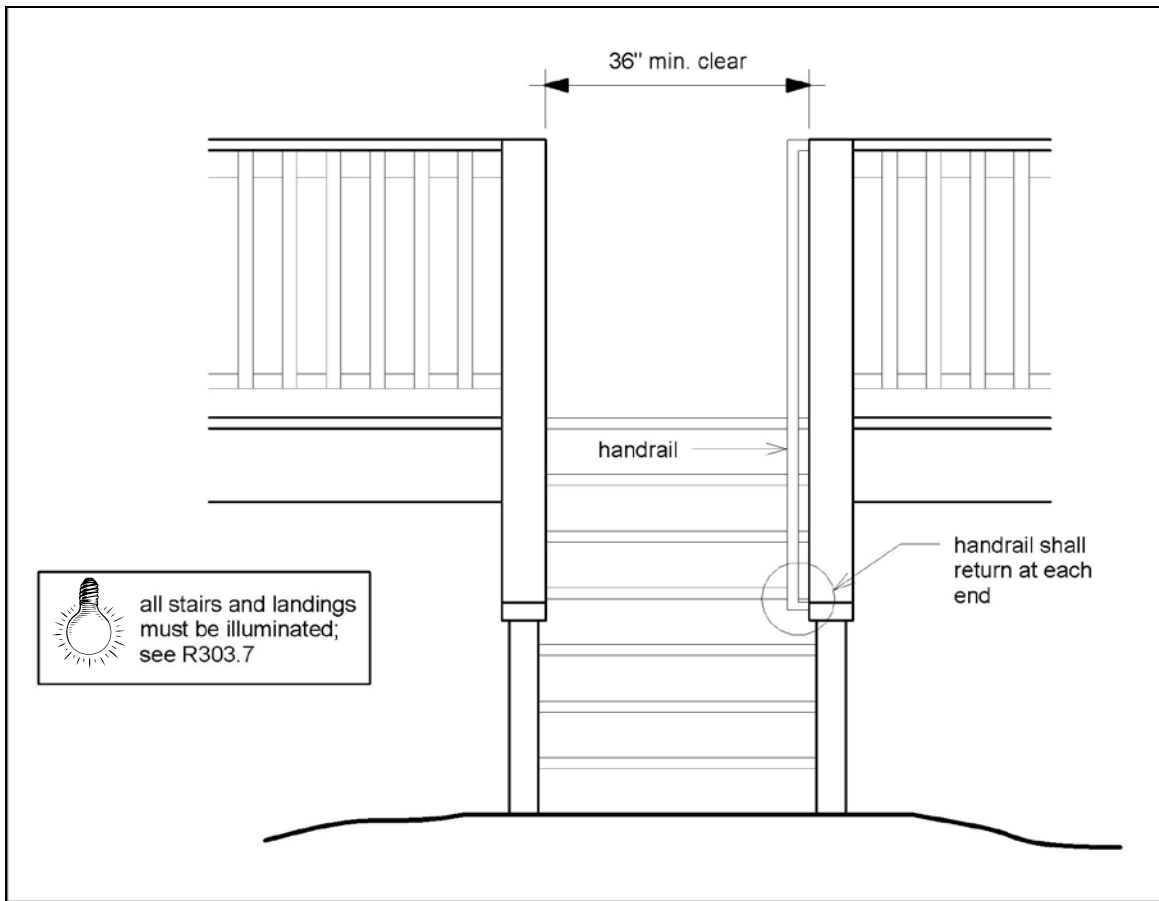 36" min. clear
handrail
handrail shall
return at each
end
all stairs and landings
must be illuminated;
see R303.7